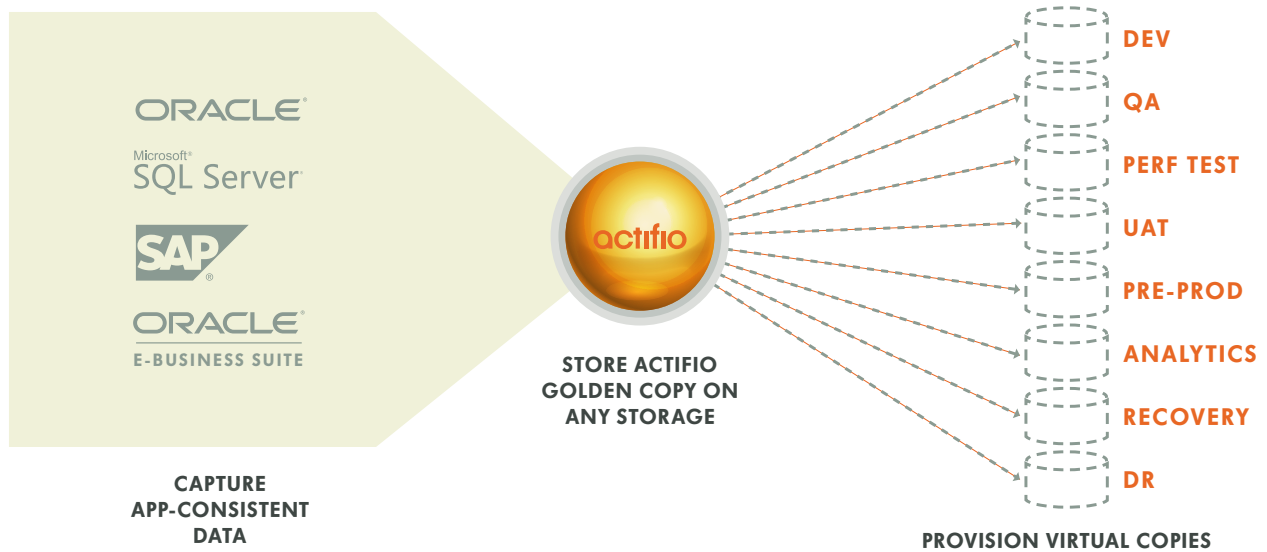 ORACLE®
Microsoft®
SQL Server
SAP®
ORACLE®
E-BUSINESS SUITE
CAPTURE
APP-CONSISTENT
DATA
actifio
STORE ACTIFIO
GOLDEN COPY ON
ANY STORAGE
DEV
QA
PERF TEST
UAT
PRE-PROD
ANALYTICS
RECOVERY
DR
PROVISION VIRTUAL COPIES